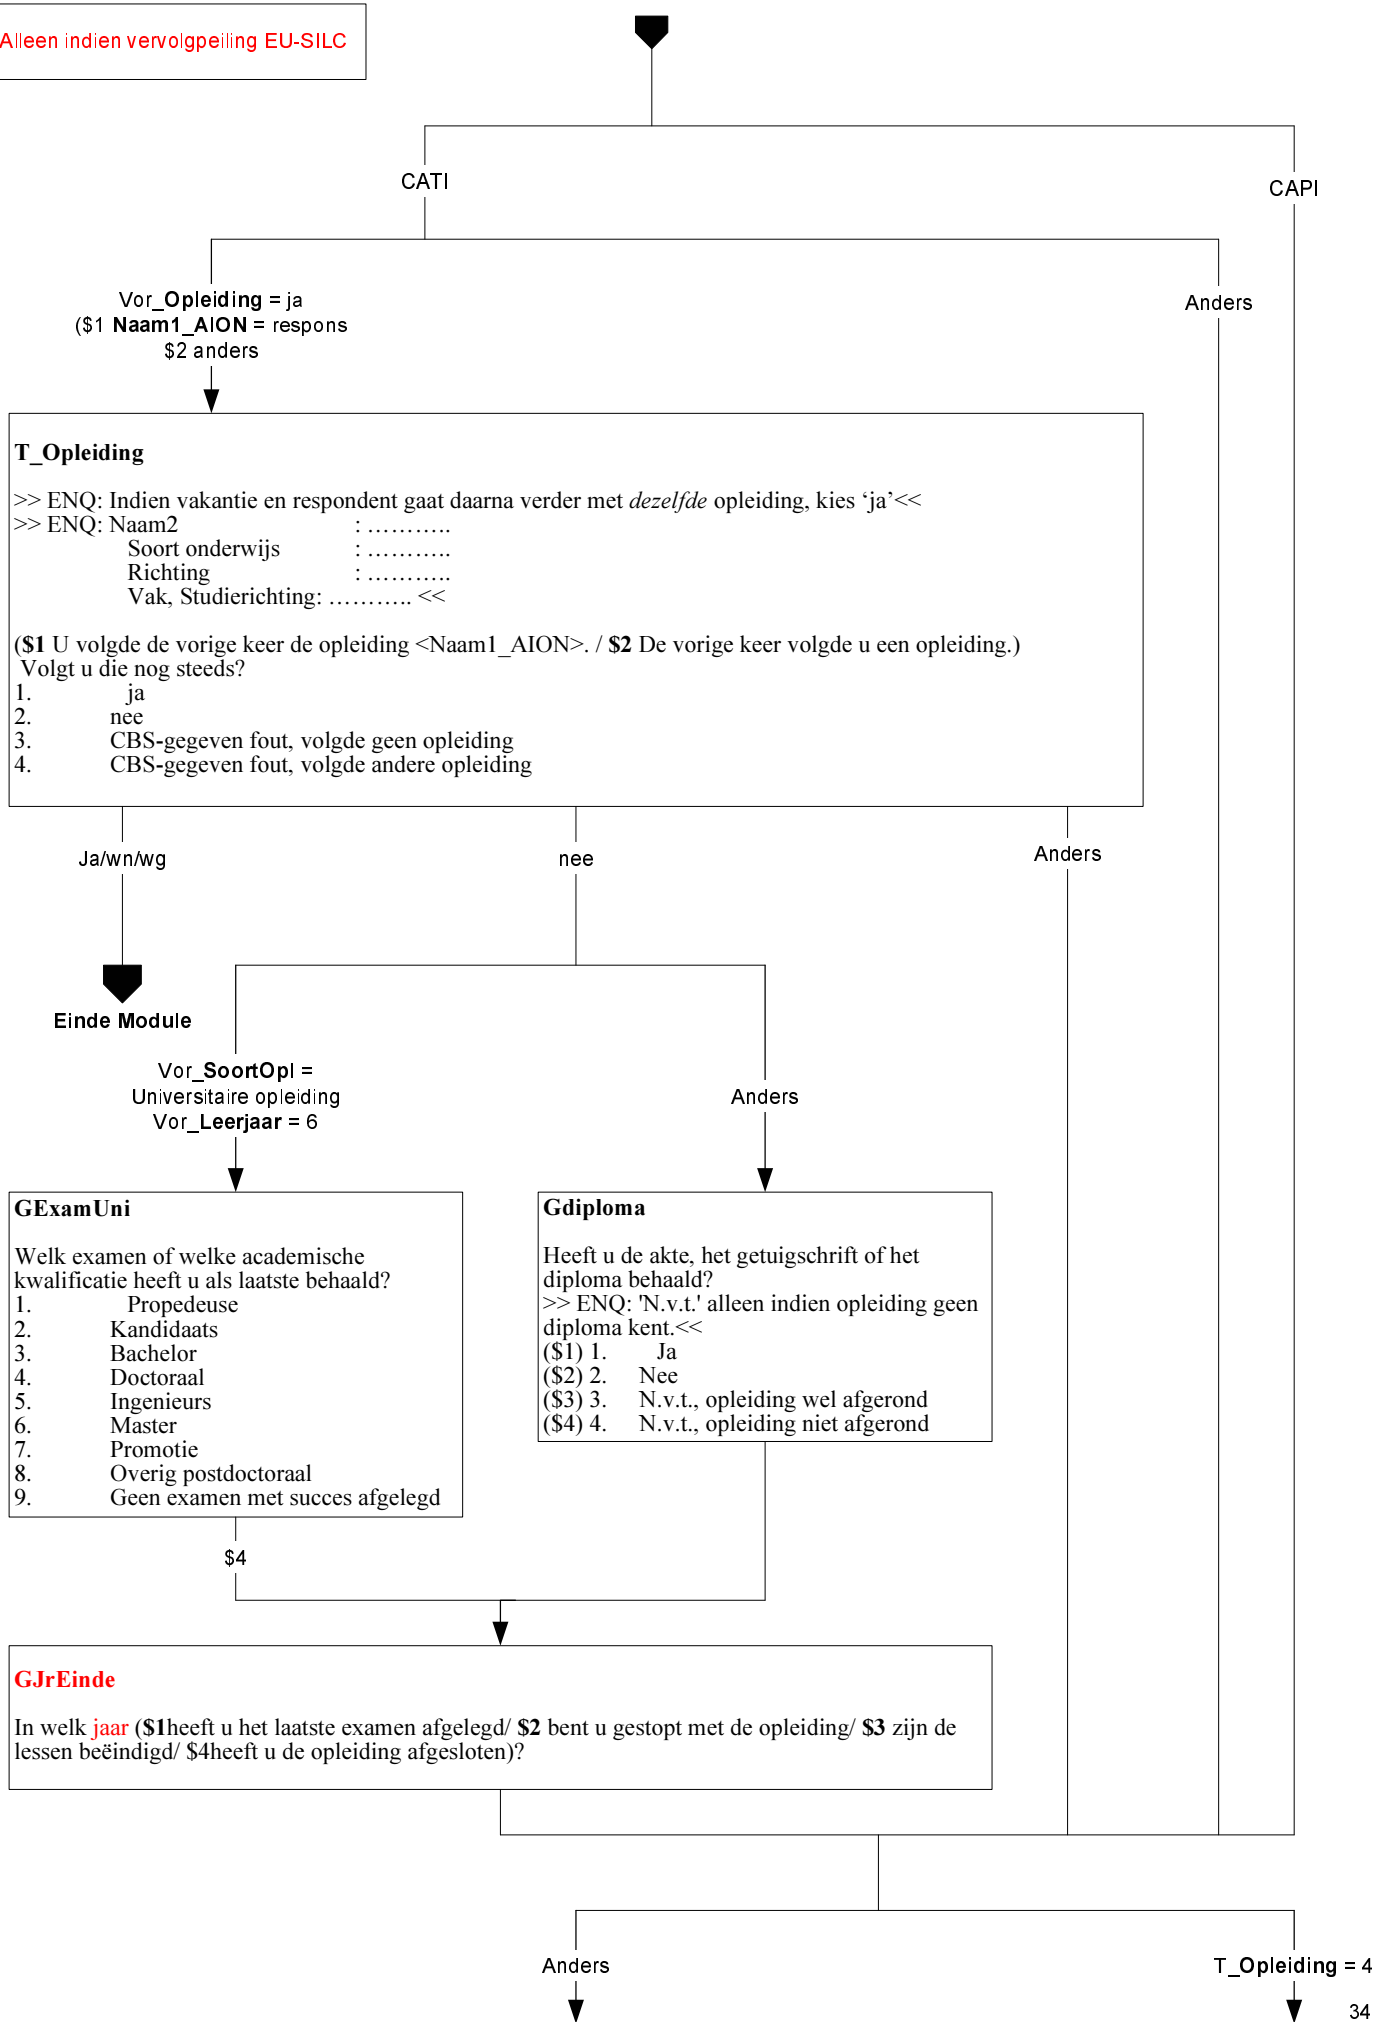 Alleen indien vervolgpeiling EU-SILC
CATI
CAPI
Vor_Opleiding = ja
($1 Naam1_AION = respons
$2 anders
Anders
T_Opleiding
>> ENQ: Indien vakantie en respondent gaat daarna verder met dezelfde opleiding, kies ‘ja’<<
>> ENQ: Naam2 : ………..
Soort onderwijs : ………..
Richting : ………..
Vak, Studierichting: ……….. <<
($1 U volgde de vorige keer de opleiding <Naam1_AION>. / $2 De vorige keer volgde u een opleiding.)
Volgt u die nog steeds?
1. ja
2. nee
3. CBS-gegeven fout, volgde geen opleiding
4. CBS-gegeven fout, volgde andere opleiding
Ja/wn/wg
nee
Anders
Einde Module
Vor_SoortOpl =
Universitaire opleiding
Vor_Leerjaar = 6
Anders
GExamUni
Welk examen of welke academische
kwalificatie heeft u als laatste behaald?
1. Propedeuse
2. Kandidaats
3. Bachelor
4. Doctoraal
5. Ingenieurs
6. Master
7. Promotie
8. Overig postdoctoraal
9. Geen examen met succes afgelegd
Gdiploma
Heeft u de akte, het getuigschrift of het
diploma behaald?
>> ENQ: 'N.v.t.' alleen indien opleiding geen
diploma kent.<<
($1) 1. Ja
($2) 2. Nee
($3) 3. N.v.t., opleiding wel afgerond
($4) 4. N.v.t., opleiding niet afgerond
$4
GJrEinde
In welk jaar ($1heeft u het laatste examen afgelegd/ $2 bent u gestopt met de opleiding/ $3 zijn de
lessen beëindigd/ $4heeft u de opleiding afgesloten)?
Anders
T_Opleiding = 4
34